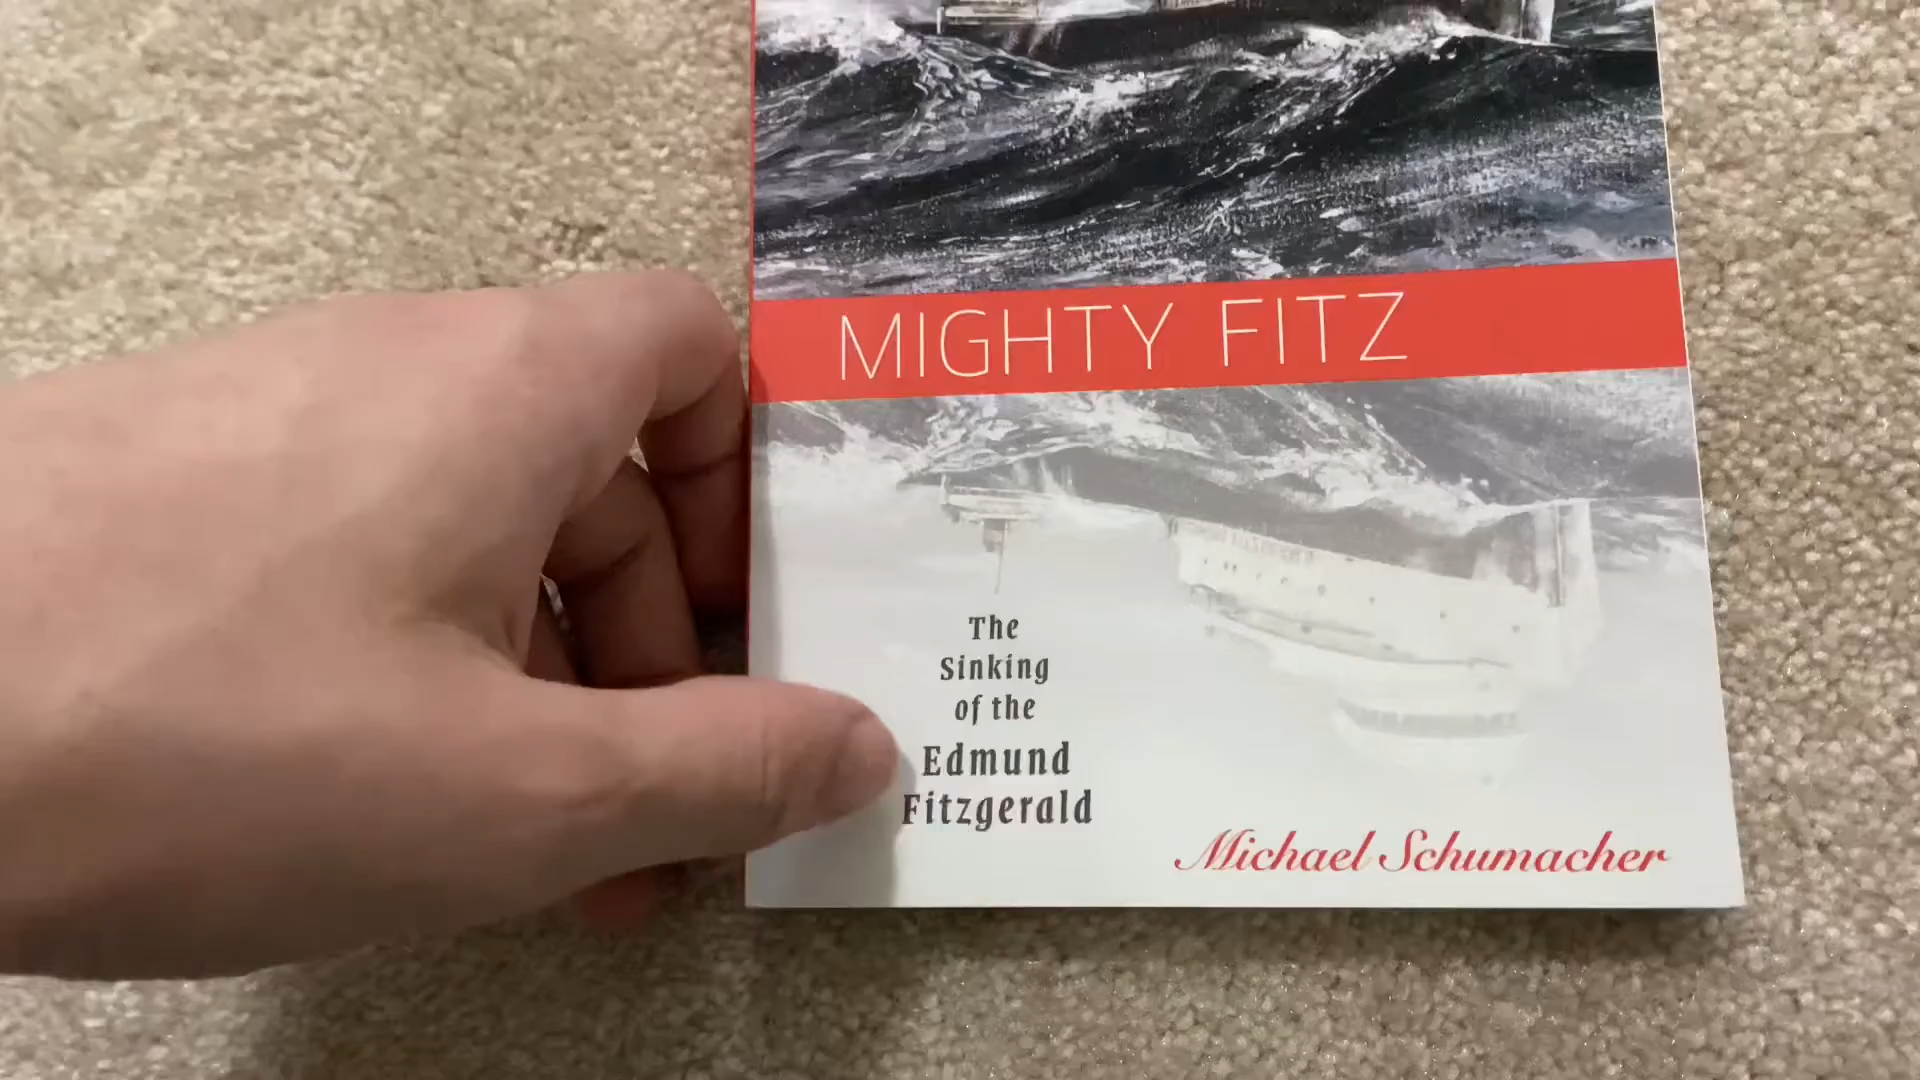 MIGHTY FITZ
The
Sinking
of the
Edmund
Fitzgerald
Michael Schumacher